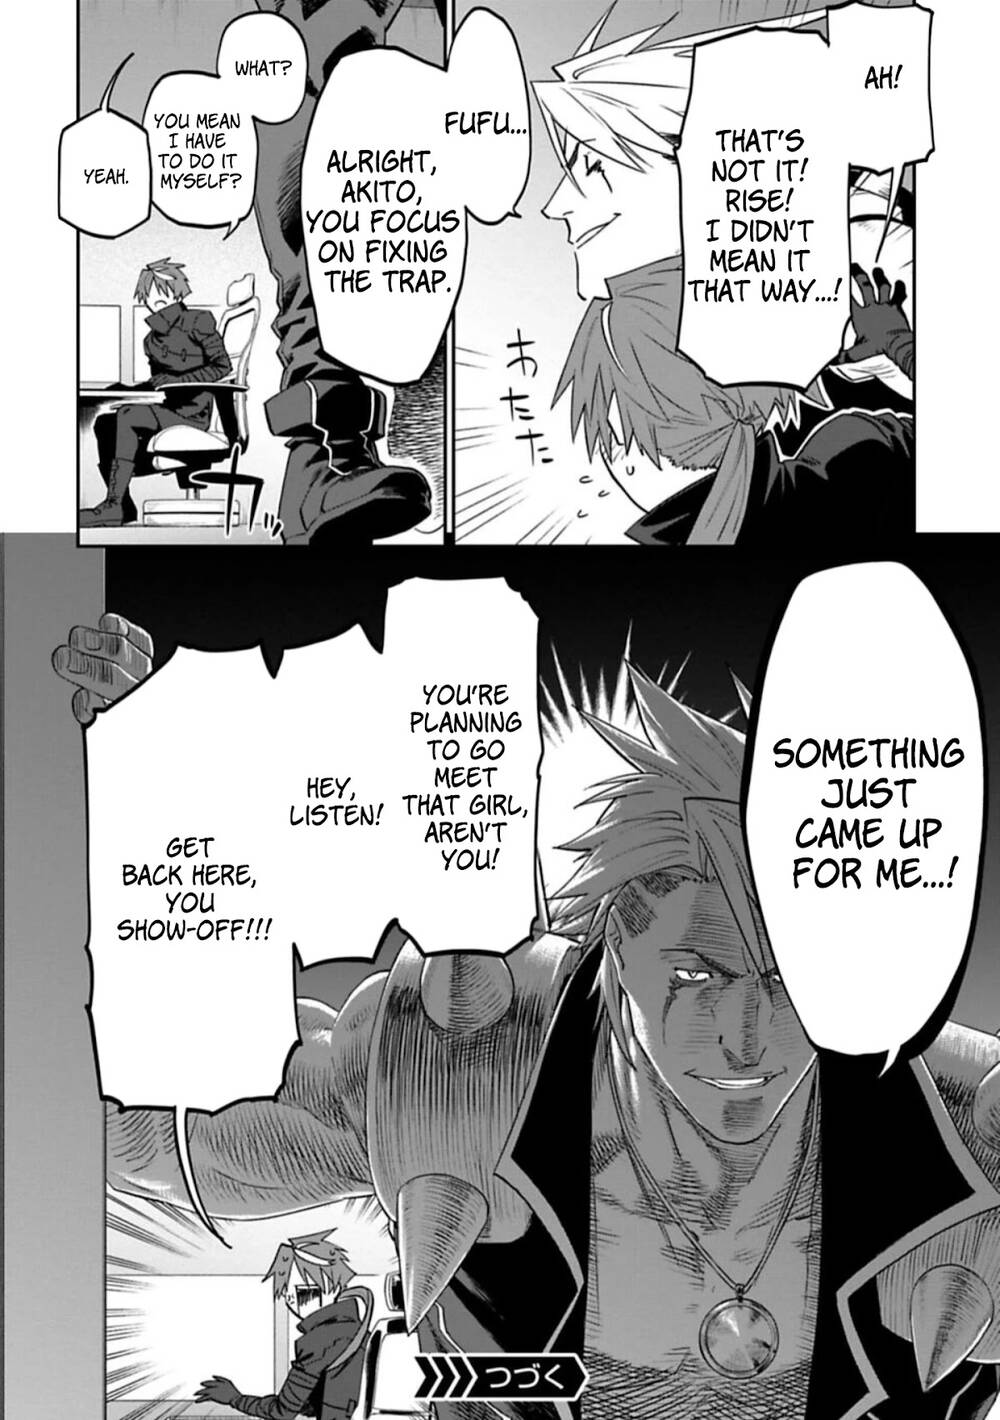 AH!
THAT'S
NOT IT!
RISE!
I DIDN'T
MEAN IT
THAT WAY...!
おたた
FUFU...
ALRIGHT,
AKITO,
YOU FOCUS
ON FIXING
THE TRAP.
WHAT?
YOU MEAN
I HAVE
TO DO IT
MYSELF?
YEAH.
ガッ
SOMETHING
JUST
CAME UP
FOR ME...!
YOU'RE
PLANNING
TO GO
MEET
THAT GIRL,
AREN'T
YOU!
HEY,
LISTEN!
GET
BACK HERE,
YOU
SHOW-OFF!!!
つづく